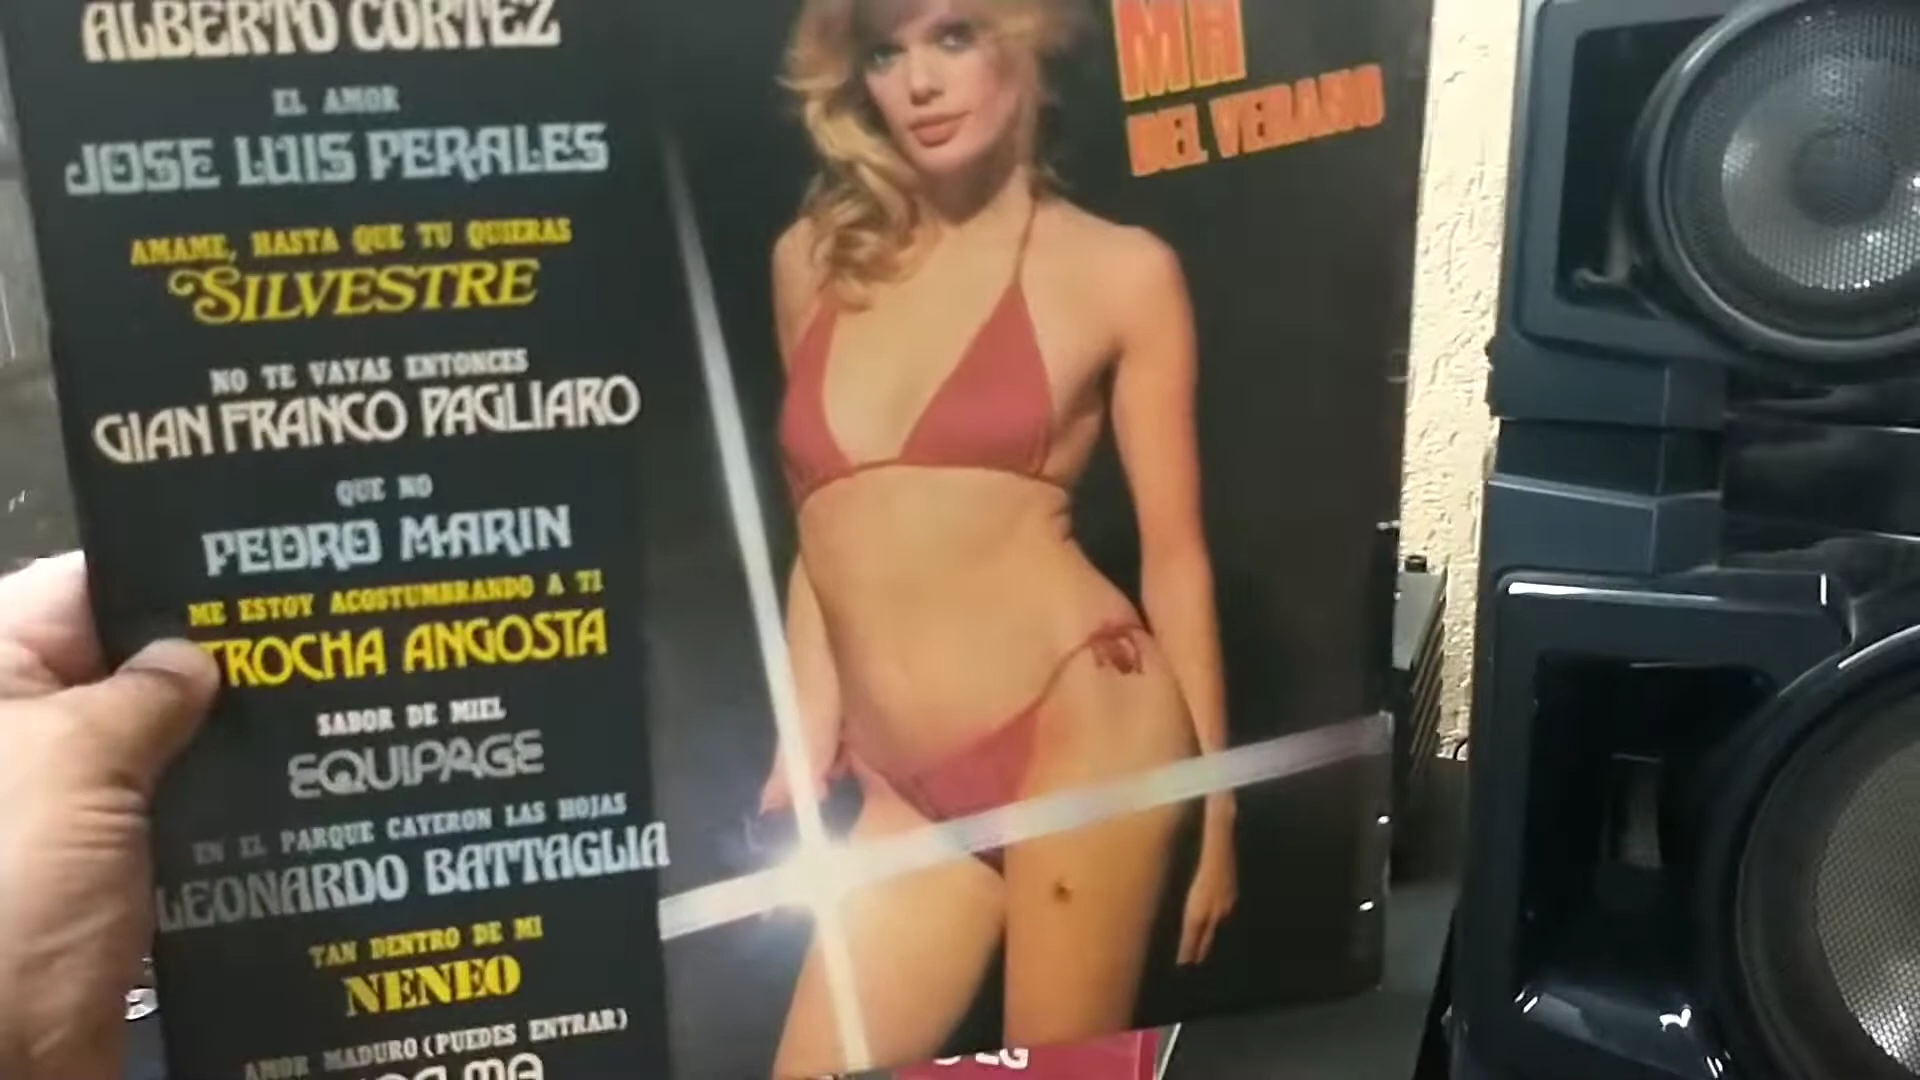 ALBERTO CORTEZ
EL AMOR
JOSE LUIS PERALES
AMAME, HASTA QUE TU QUIERAS
SILVESTRE
NO TE VAYAS ENTONCES
GIAN FRANCO PAGLIARO
QUE NO
PEDRO MARIN
ME ESTOY ACOSTUMBRANDO A TI
TROCHA ANGOSTA
SABOR DE MIEL
EQUIPAGE
EN EL PARQUE CAYERON LAS HOJAS
LEONARDO BATTAGLIA
TAN DENTRO DE MI
NENEO
AMOR MADURO (PUEDES ENTRAR)
MA
DEL VERANO